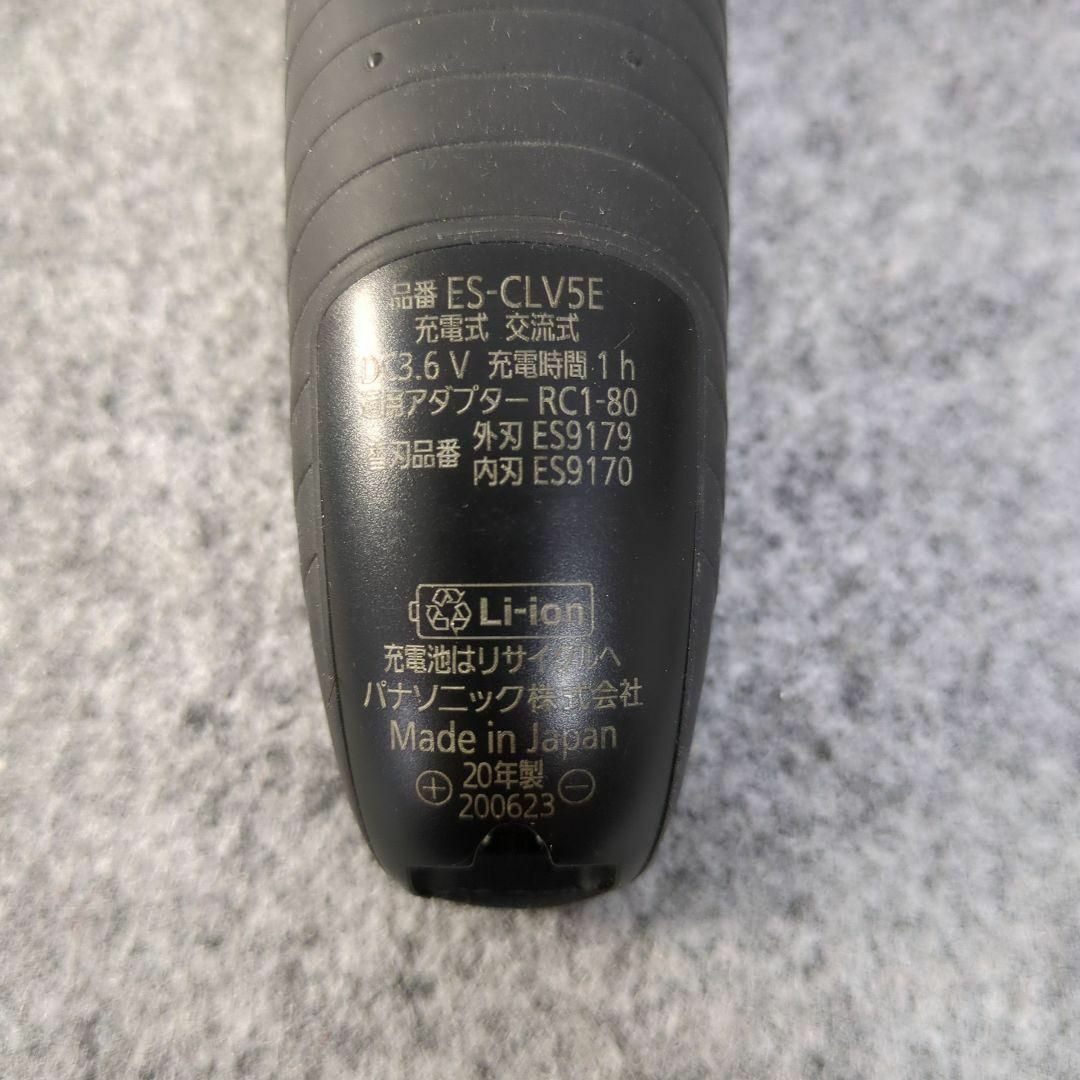 品番 ES-CLV5E
充電式 交流式
DC3.6 V 充電時間 1 h
アダプター RC1-80
替刃品番 外刃 ES9179
内刃 ES9170
Li-ion
充電池はリサイクルへ
パナソニック株式会社
Made in Japan
20年製
200623